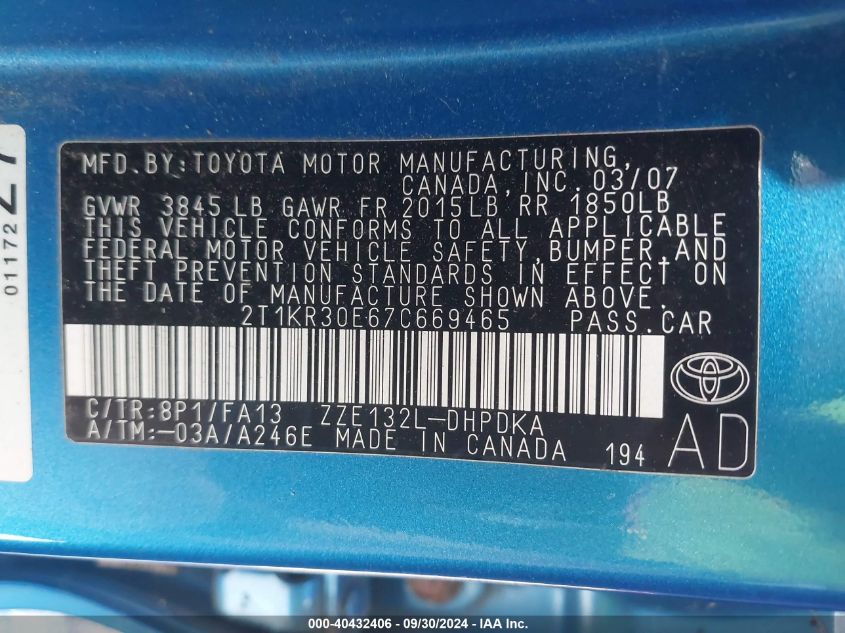 MFD.BY:TOYOTA MOTOR MANUFACTURING,
CANADA,INC.03/07
GVWR 3845LB GAWR FR 2015LB RR 1850LB
THIS VEHICLE CONFORMS TO ALL APPLICABLE
FEDERAL MOTOR VEHICLE SAFETY,BUMPER,AND
THEFT PREVENTION STANDARDS IN EFFECT ON
THE DATE OF MANUFACTURE SHOWN ABOVE.
2T1KR30E67C669465 PASS.CAR
C/TR:8P1/FA13 ZZE132L-DHPDKA
A/TM:-03A/A246E MADE IN CANADA 194
AD
01172
000-40432406 - 09/30/2024 - IAA, Inc.